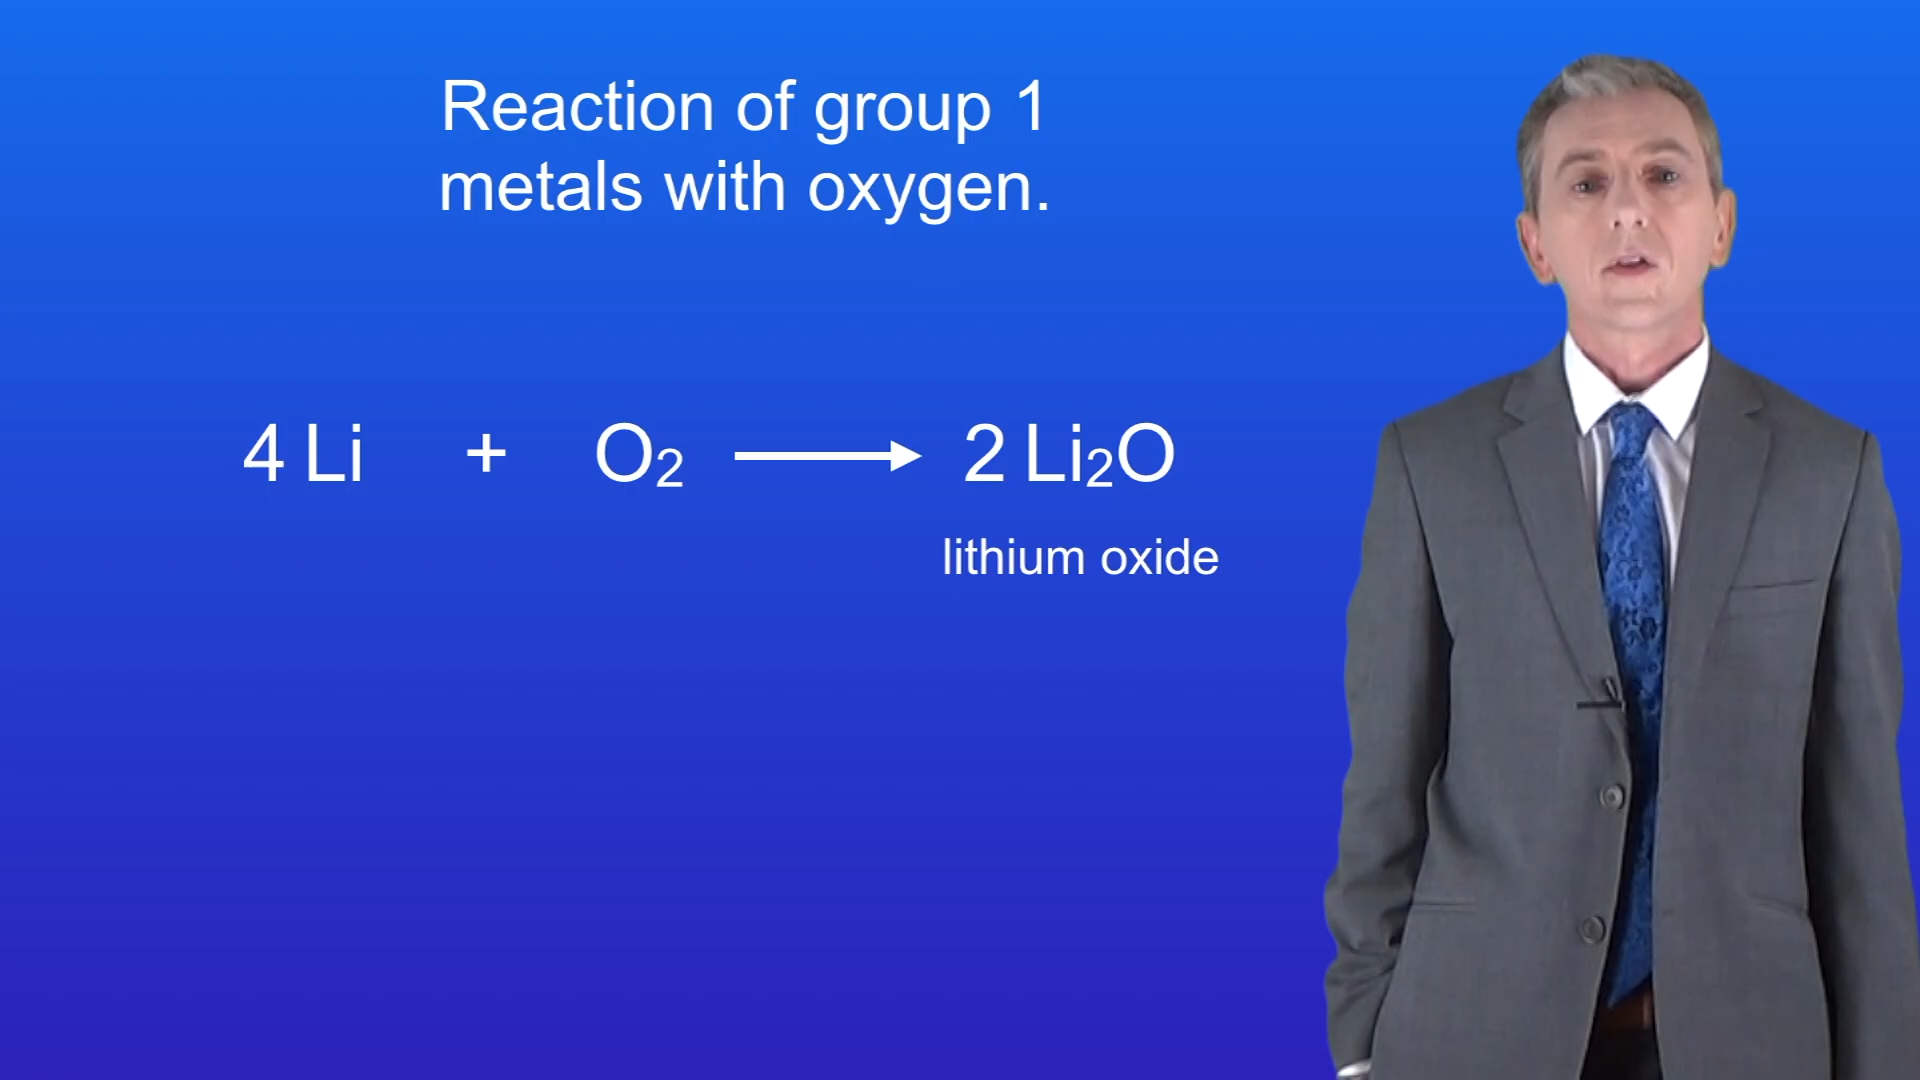 Reaction of group 1
metals with oxygen.
4 Li + O₂ ⟶ 2 Li₂O
lithium oxide